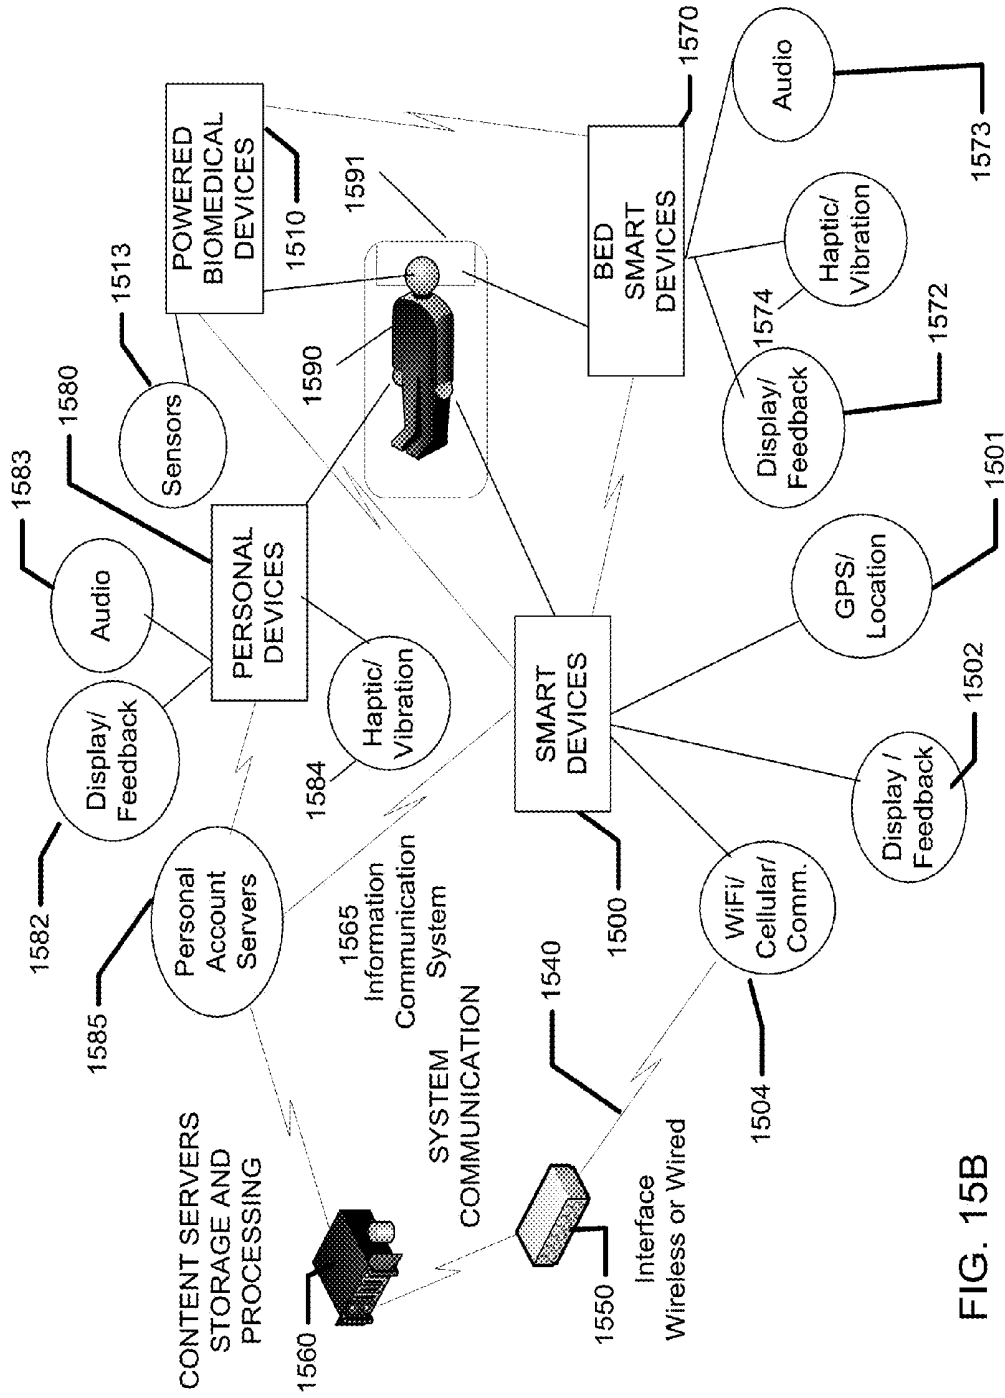 CONTENT SERVERS
STORAGE AND
PROCESSING
1560
1585
Personal
Account
Servers
1582
Display/
Feedback
1583
Audio
1580
PERSONAL
DEVICES
1513
Sensors
POWERED
BIOMEDICAL
DEVICES
1510
1584
Haptic/
Vibration
1590
1591
1565
Information
Communication
System
SYSTEM
COMMUNICATION
1540
1550
Interface
Wireless or Wired
SMART
DEVICES
1500
BED
SMART
DEVICES
1570
WiFi/
Cellular/
Comm.
1504
Display /
Feedback
1502
GPS/
Location
1501
Display/
Feedback
1572
1574
Haptic/
Vibration
Audio
1573
FIG. 15B